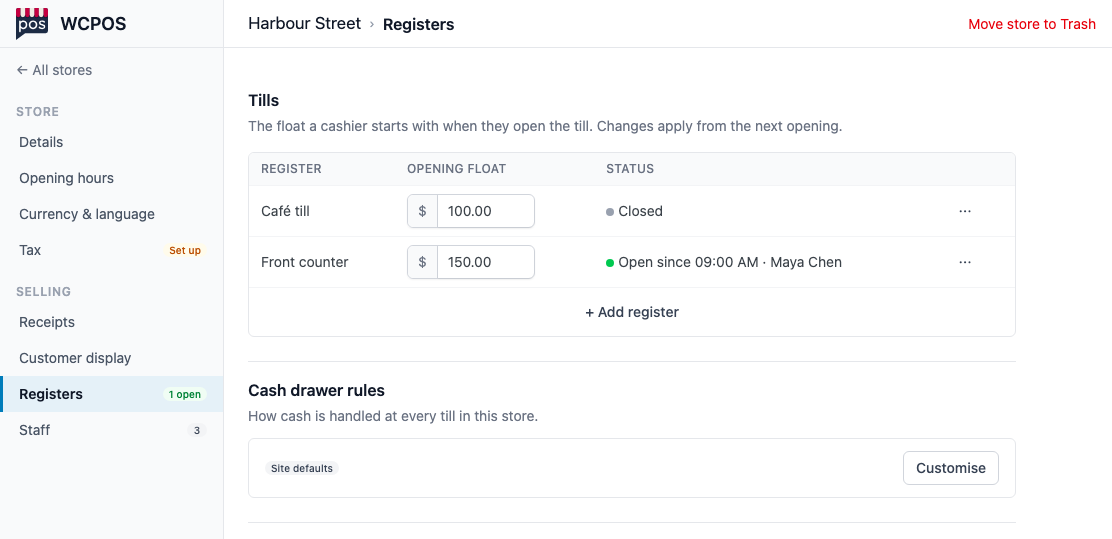 pos WCPOS
Harbour Street › Registers
Move store to Trash
← All stores
STORE
Details
Opening hours
Currency & language
Tax Set up
SELLING
Receipts
Customer display
Registers 1 open
Staff 3
Tills
The float a cashier starts with when they open the till. Changes apply from the next opening.
REGISTER OPENING FLOAT STATUS
Café till $ 100.00 Closed ···
Front counter $ 150.00 Open since 09:00 AM · Maya Chen ···
+ Add register
Cash drawer rules
How cash is handled at every till in this store.
Site defaults Customise